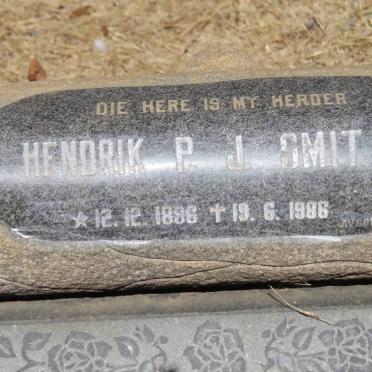 DIE HERE IS MY HERDER
HENDRIK P. J. SMIT
★ 12. 12. 1896 ✝ 19. 6. 1986